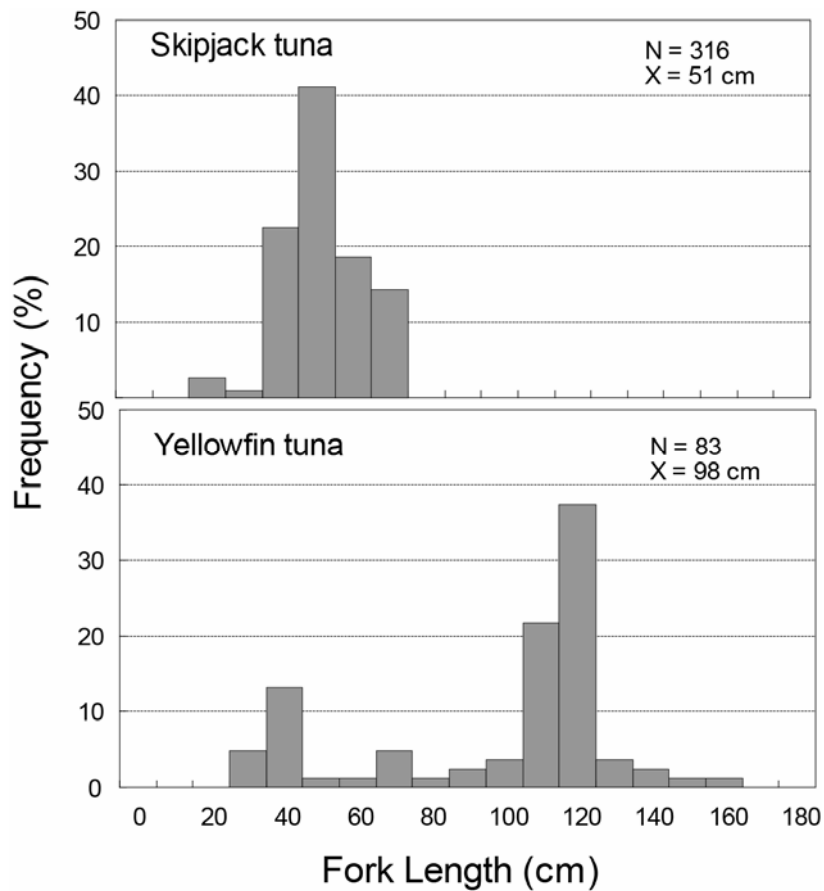 50
Skipjack tuna
N = 316
X = 51 cm
40
30
20
10
Frequency (%)
50
Yellowfin tuna
N = 83
X = 98 cm
40
30
20
10
0
0 20 40 60 80 100 120 140 160 180
Fork Length (cm)